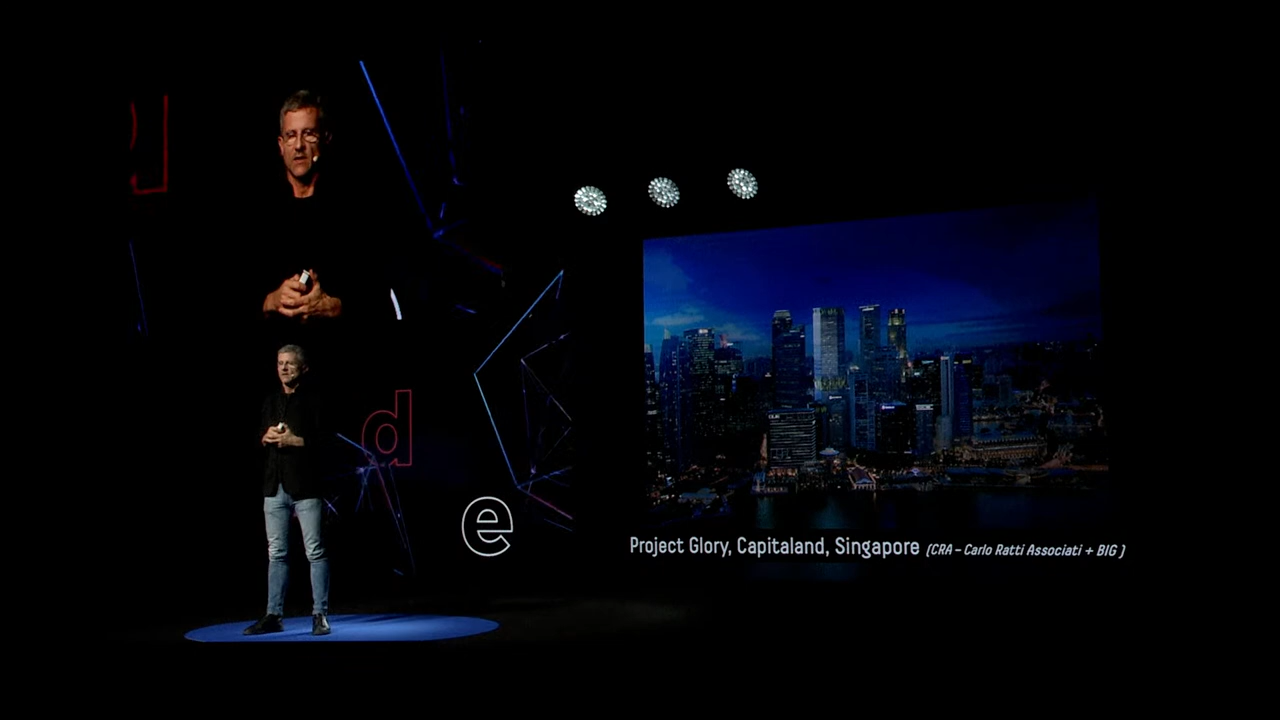 d
e
Project Glory, Capitaland, Singapore (CRA – Carlo Ratti Associati + BIG )